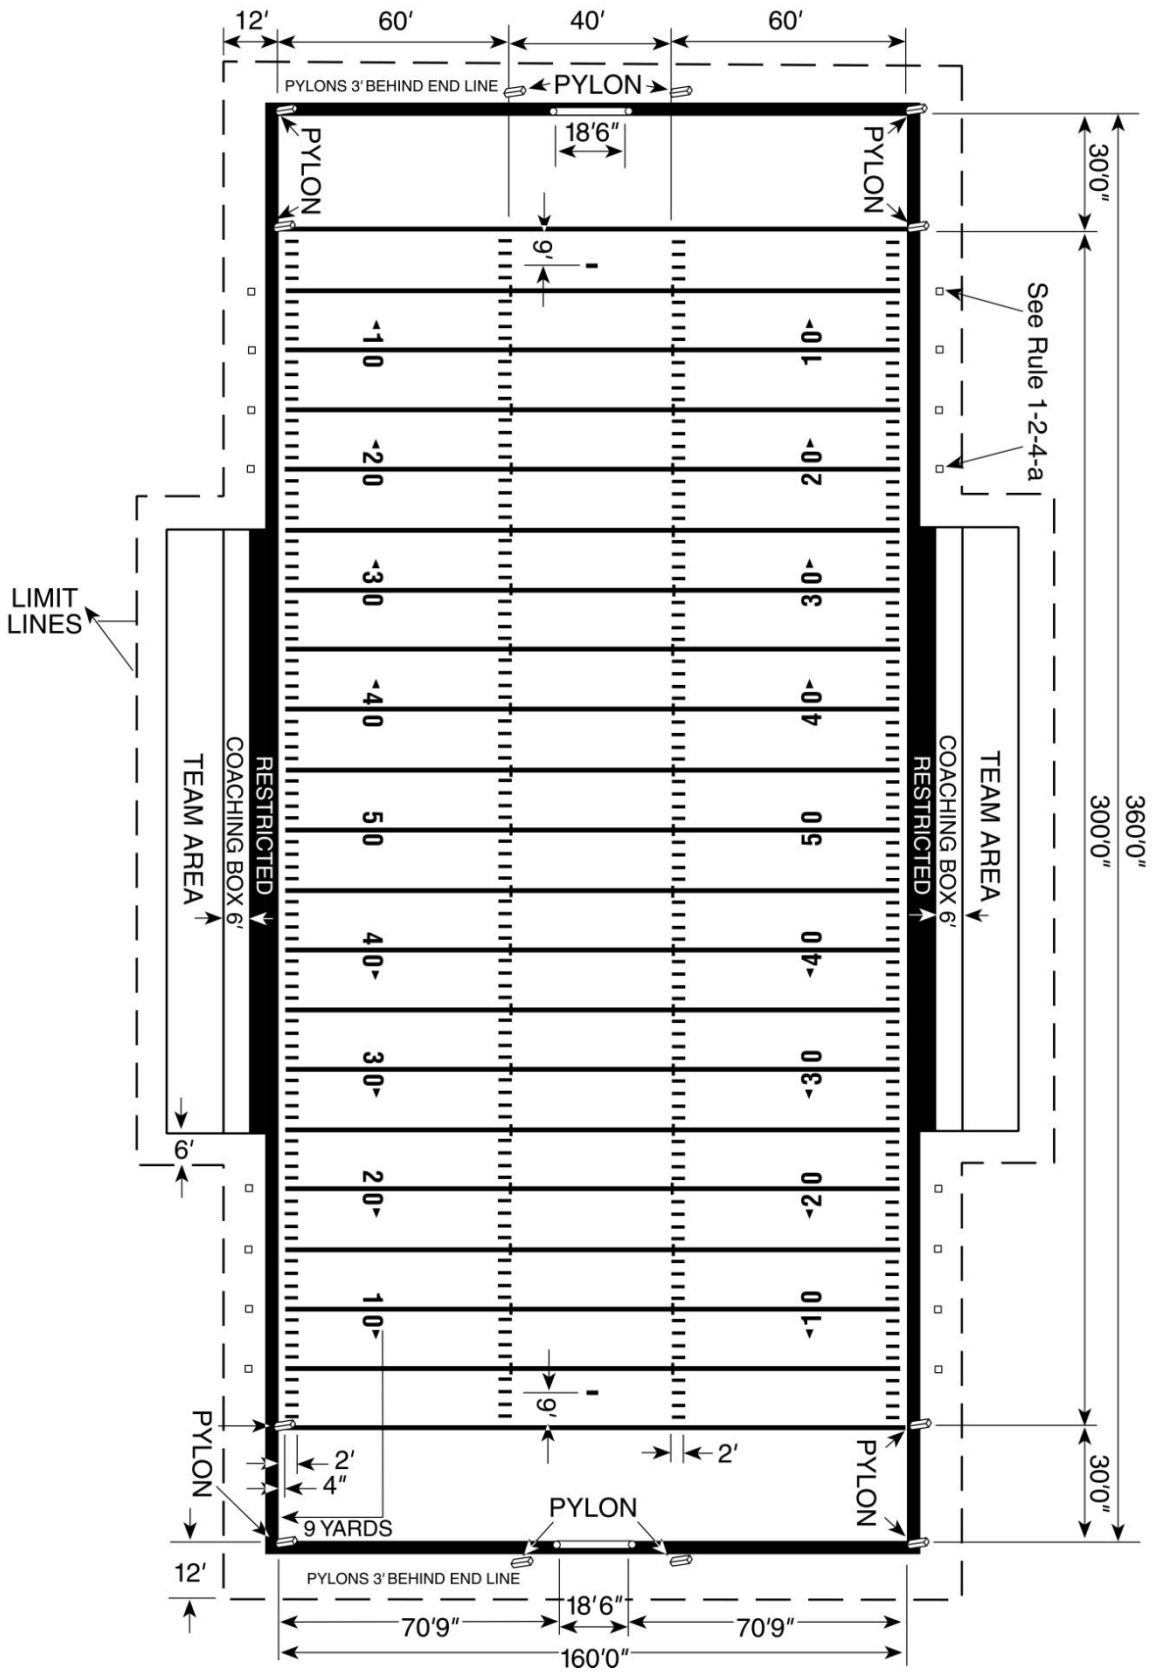 12' 60' 40' 60'
PYLONS 3' BEHIND END LINE
PYLON
18'6"
PYLON
PYLON
30'0"
9'
See Rule 1-2-4-a
10
10
20
20
30
30
LIMIT
LINES
40
40
TEAM AREA
COACHING BOX 6'
RESTRICTED
50
50
RESTRICTED
COACHING BOX 6'
TEAM AREA
300'0"
360'0"
40
40
30
30
6'
20
20
10
10
9'
PYLON
2'
2'
4"
PYLON
30'0"
9 YARDS
PYLON
12'
PYLONS 3' BEHIND END LINE
70'9" 18'6" 70'9"
160'0"